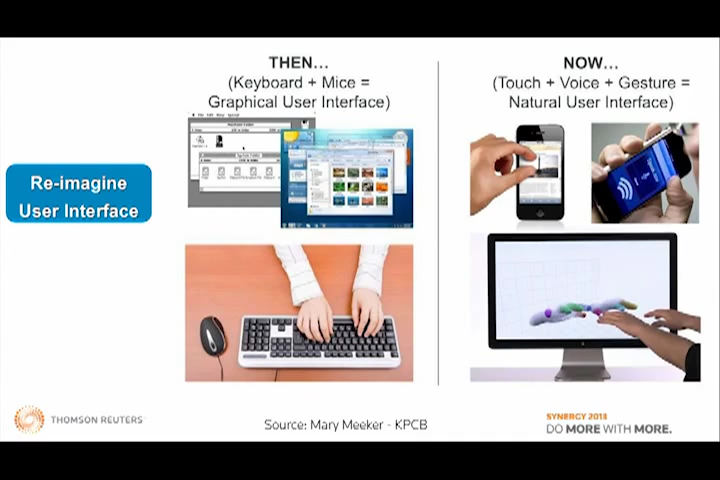 THEN...
(Keyboard + Mice =
Graphical User Interface)
NOW...
(Touch + Voice + Gesture =
Natural User Interface)
Re-imagine
User Interface
THOMSON REUTERS
Source: Mary Meeker - KPCB
SYNERGY 2013
DO MORE WITH MORE.